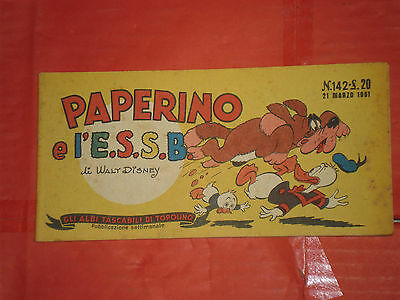 PAPERINO
e l'E.S.S.B.
di WALT DISNEY
N.142-L.20
21 MARZO 1951
GLI ALBI TASCABILI DI TOPOLINO
Pubblicazione settimanale